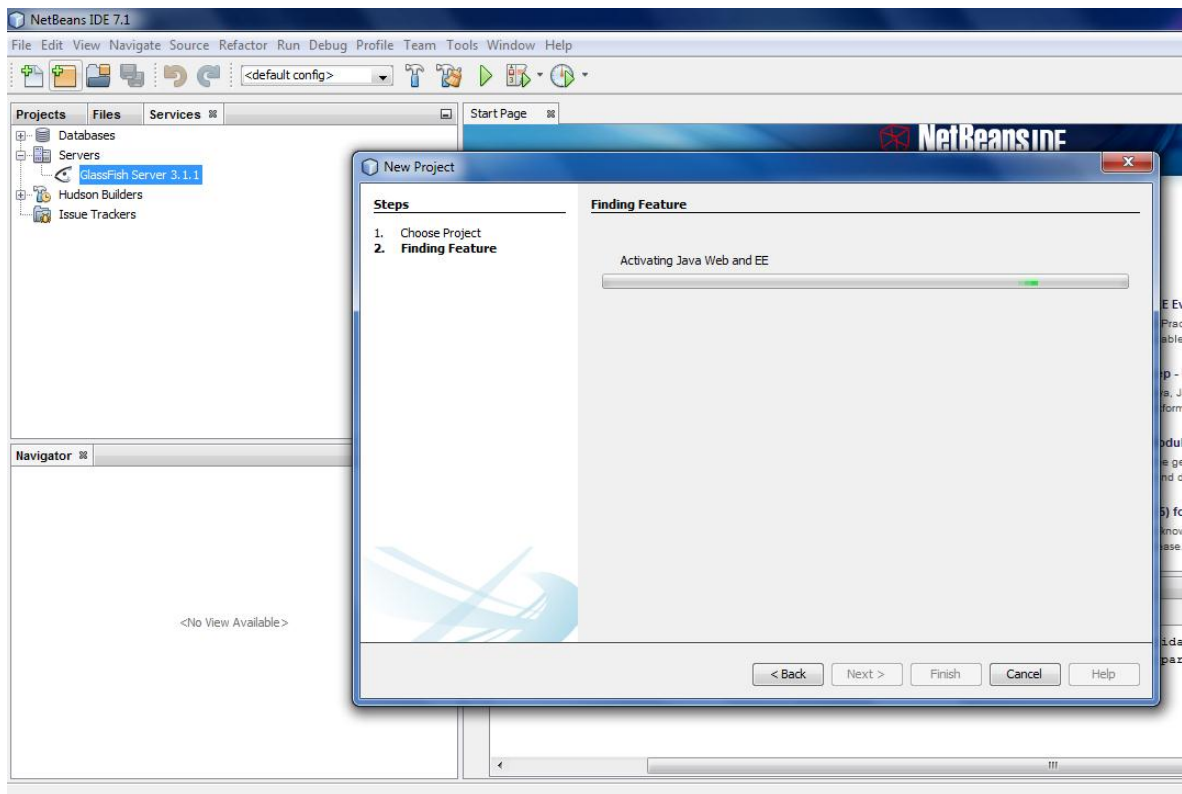 NetBeans IDE 7.1
File Edit View Navigate Source Refactor Run Debug Profile Team Tools Window Help
<default config>
Projects Files Services
Start Page
NetBeans IDE
Databases
Servers
GlassFish Server 3.1.1
Hudson Builders
Issue Trackers
New Project
Steps
1. Choose Project
2. Finding Feature
Finding Feature
Activating Java Web and EE
Navigator
<No View Available>
< Back Next > Finish Cancel Help